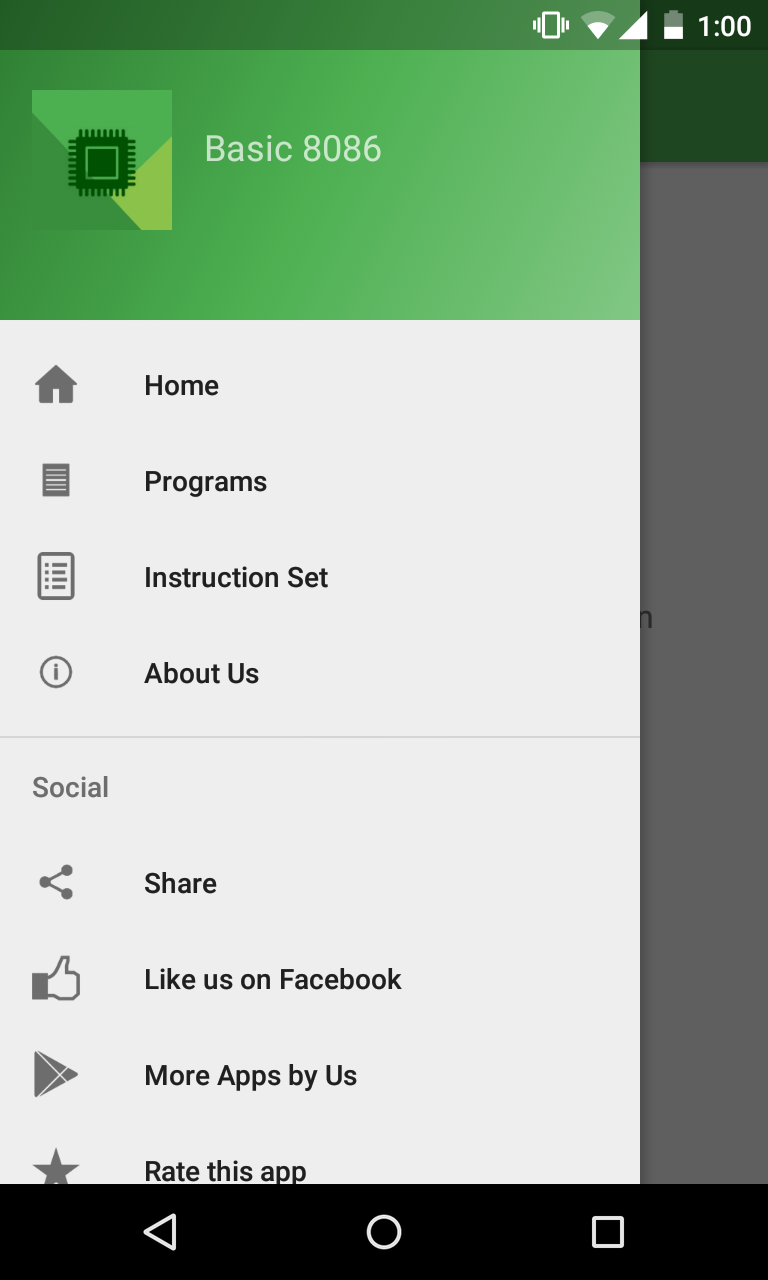 1:00
Basic 8086
Home
Programs
Instruction Set
n
About Us
Social
Share
Like us on Facebook
More Apps by Us
Rate this app